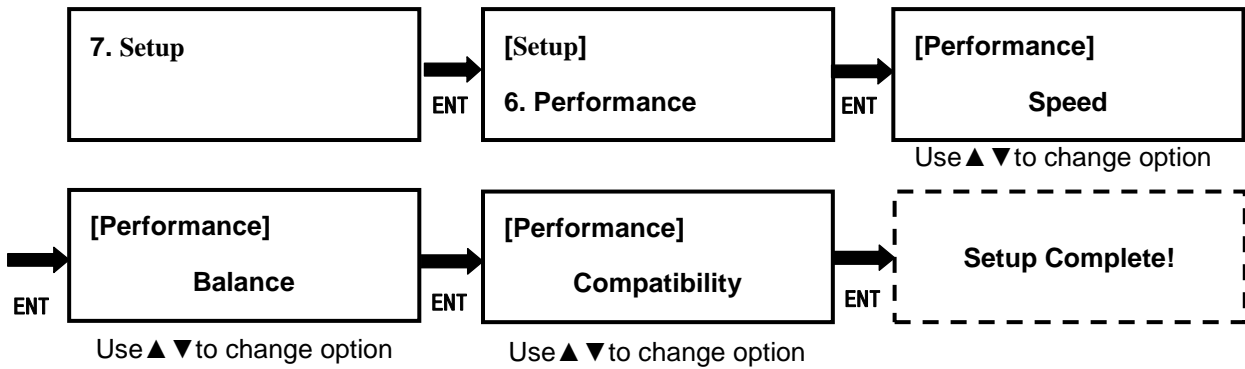 7. Setup
ENT
[Setup]
6. Performance
ENT
[Performance]
Speed
Use▲▼to change option
ENT
[Performance]
Balance
Use▲▼to change option
ENT
[Performance]
Compatibility
Use▲▼to change option
ENT
Setup Complete!